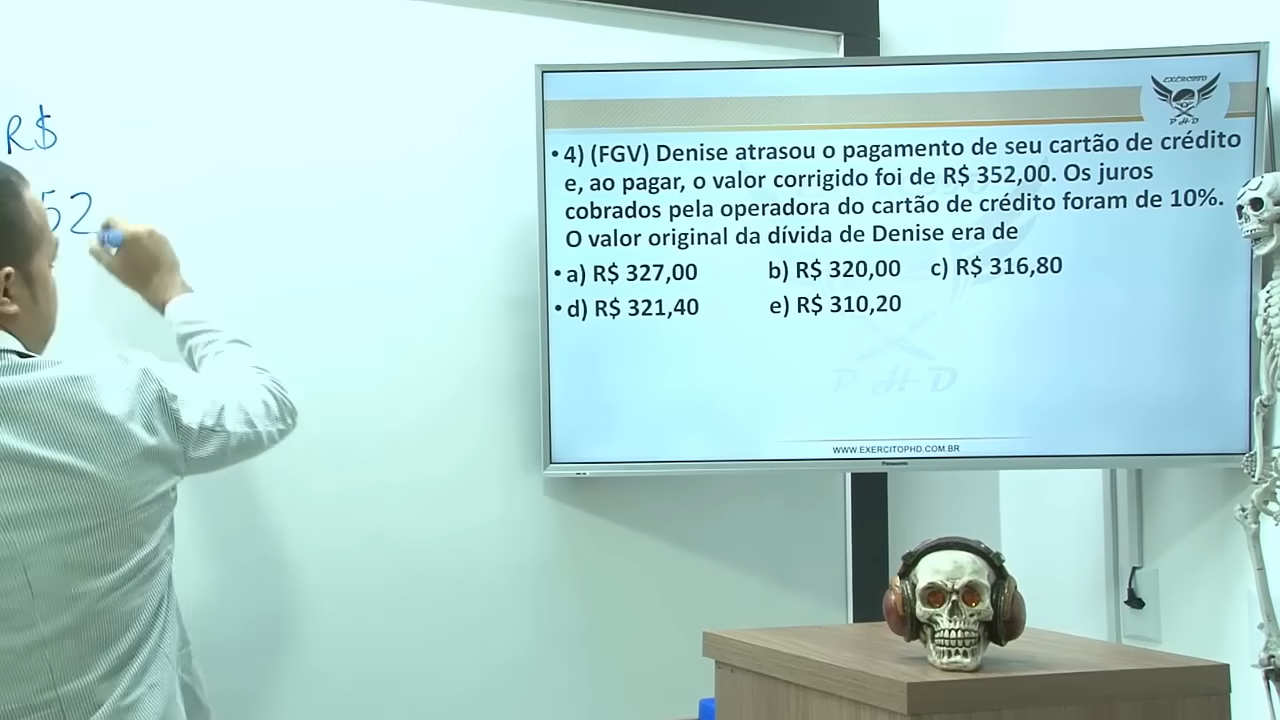 R$
52
• 4) (FGV) Denise atrasou o pagamento de seu cartão de crédito
e, ao pagar, o valor corrigido foi de R$ 352,00. Os juros
cobrados pela operadora do cartão de crédito foram de 10%.
O valor original da dívida de Denise era de
• a) R$ 327,00 b) R$ 320,00 c) R$ 316,80
• d) R$ 321,40 e) R$ 310,20
EXÉRCITO
PHD
PHD
WWW.EXERCITOPHD.COM.BR
Panasonic